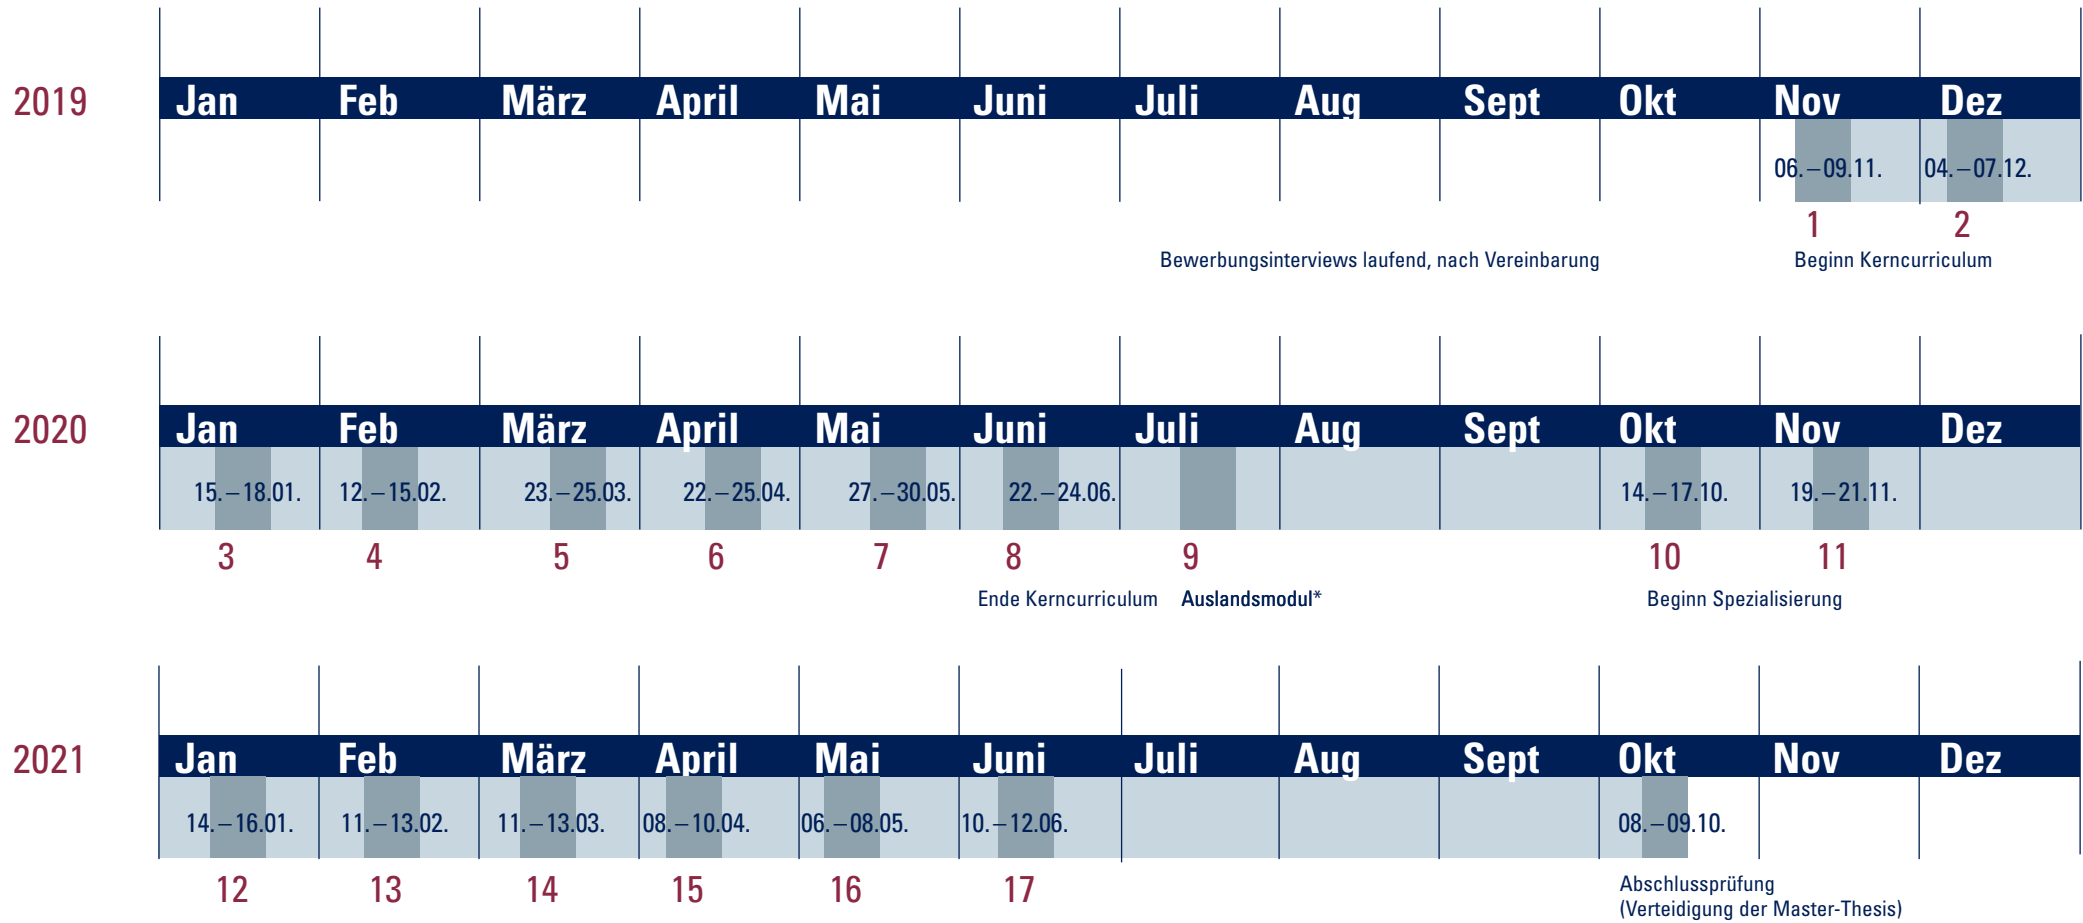 2019 Jan Feb März April Mai Juni Juli Aug Sept Okt Nov Dez
06.–09.11. 04.–07.12.
1 2
Bewerbungsinterviews laufend, nach Vereinbarung Beginn Kerncurriculum
2020 Jan Feb März April Mai Juni Juli Aug Sept Okt Nov Dez
15.–18.01. 12.–15.02. 23.–25.03. 22.–25.04. 27.–30.05. 22.–24.06. 14.–17.10. 19.–21.11.
3 4 5 6 7 8 9 10 11
Ende Kerncurriculum Auslandsmodul* Beginn Spezialisierung
2021 Jan Feb März April Mai Juni Juli Aug Sept Okt Nov Dez
14.–16.01. 11.–13.02. 11.–13.03. 08.–10.04. 06.–08.05. 10.–12.06. 08.–09.10.
12 13 14 15 16 17
Abschlussprüfung
(Verteidigung der Master-Thesis)